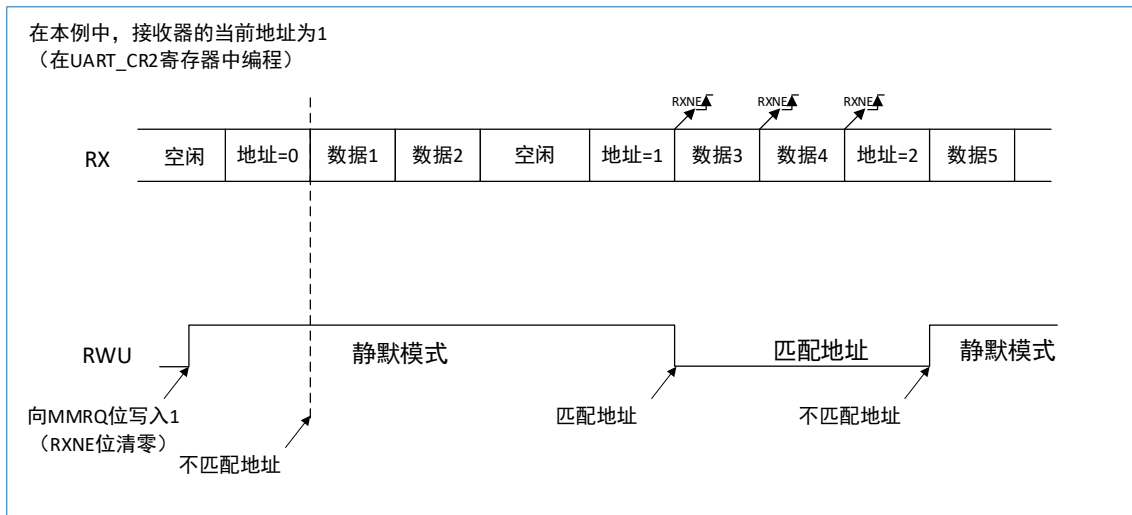 在本例中，接收器的当前地址为1
（在UART_CR2寄存器中编程）
RXNE RXNE RXNE
RX 空闲 地址=0 数据1 数据2 空闲 地址=1 数据3 数据4 地址=2 数据5
RWU 静默模式 匹配地址 静默模式
向MMRQ位写入1
（RXNE位清零）
不匹配地址
匹配地址
不匹配地址